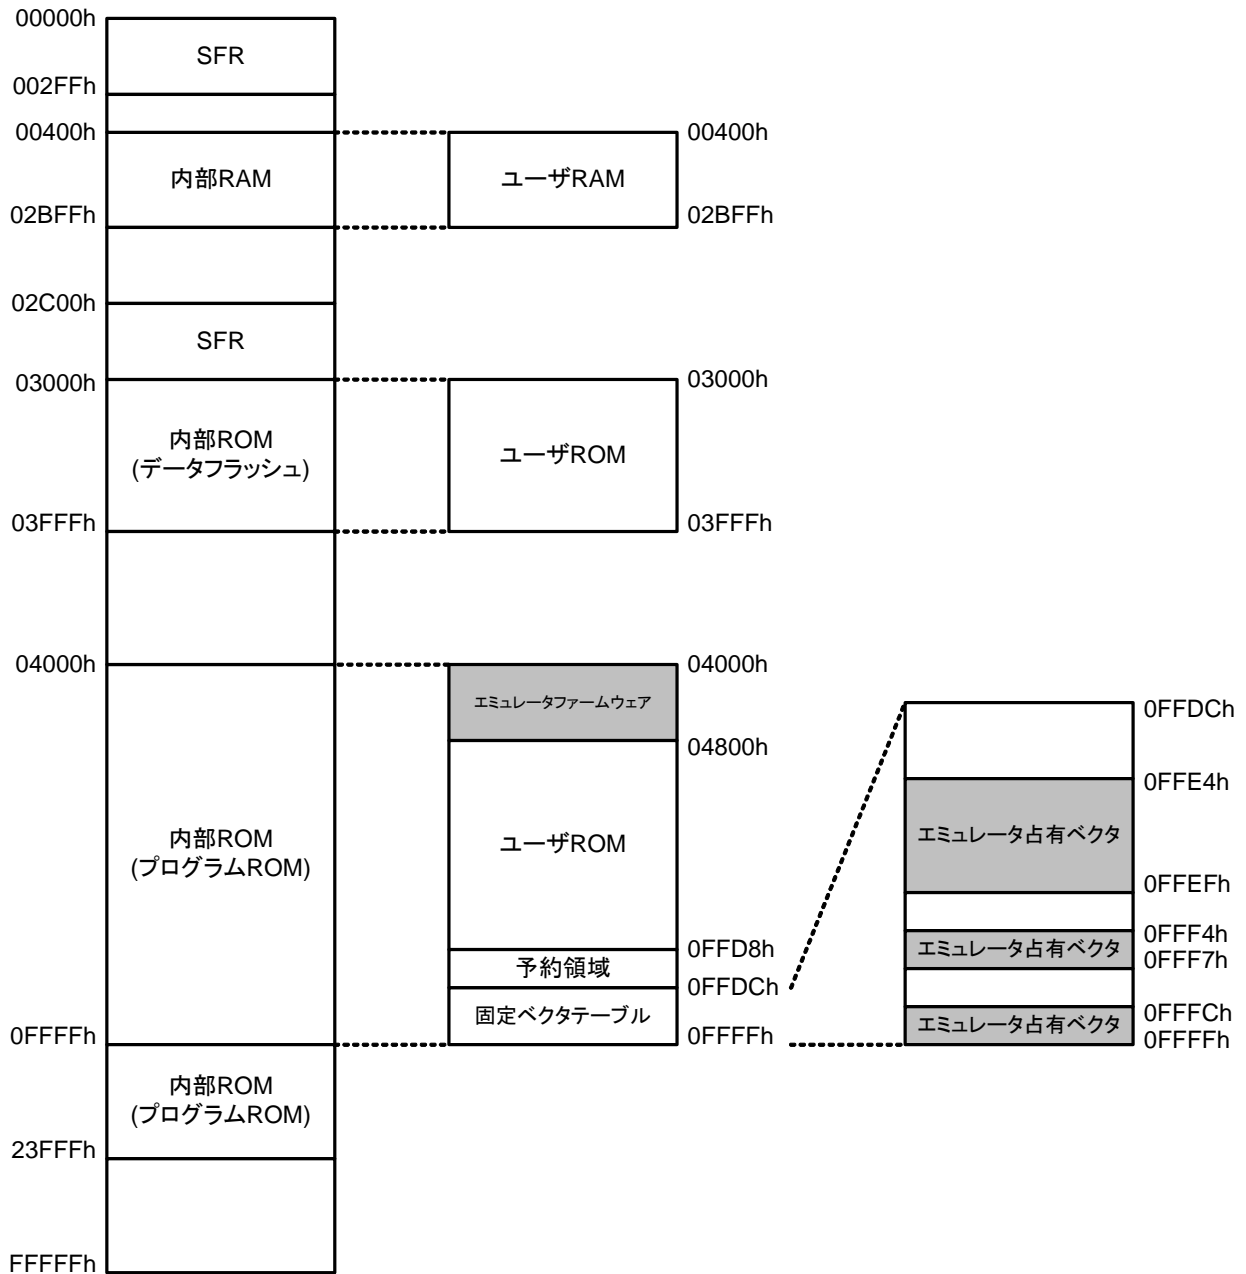 00000h
SFR
002FFh
00400h
内部RAM
02BFFh
02C00h
SFR
03000h
内部ROM
(データフラッシュ)
03FFFh
04000h
内部ROM
(プログラムROM)
0FFFFh
内部ROM
(プログラムROM)
23FFFh
FFFFFh
00400h
ユーザRAM
02BFFh
03000h
ユーザROM
03FFFh
04000h
エミュレータファームウェア
04800h
ユーザROM
0FFD8h
予約領域
0FFDCh
固定ベクタテーブル
0FFFFh
0FFDCh
0FFE4h
エミュレータ占有ベクタ
0FFEFh
0FFF4h
エミュレータ占有ベクタ
0FFF7h
0FFFCh
エミュレータ占有ベクタ
0FFFFh